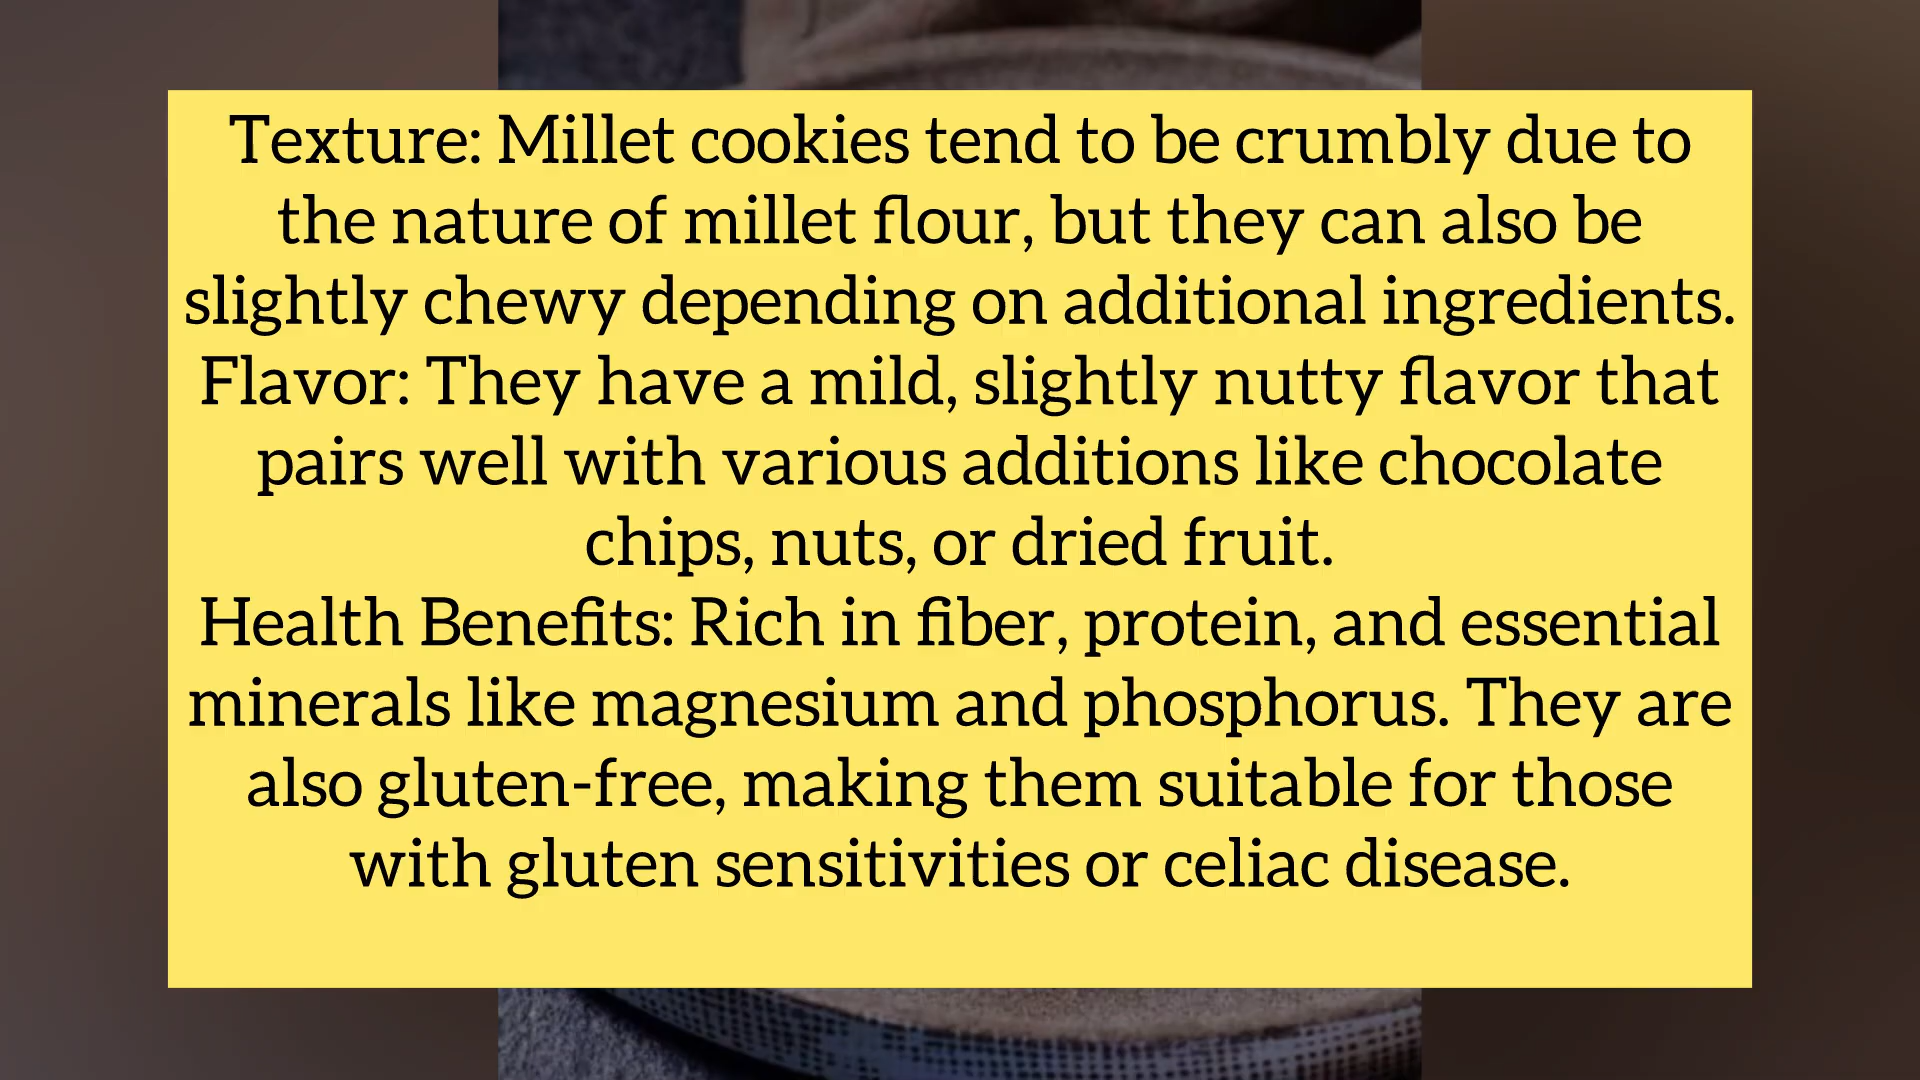 Texture: Millet cookies tend to be crumbly due to
the nature of millet flour, but they can also be
slightly chewy depending on additional ingredients.
Flavor: They have a mild, slightly nutty flavor that
pairs well with various additions like chocolate
chips, nuts, or dried fruit.
Health Benefits: Rich in fiber, protein, and essential
minerals like magnesium and phosphorus. They are
also gluten-free, making them suitable for those
with gluten sensitivities or celiac disease.